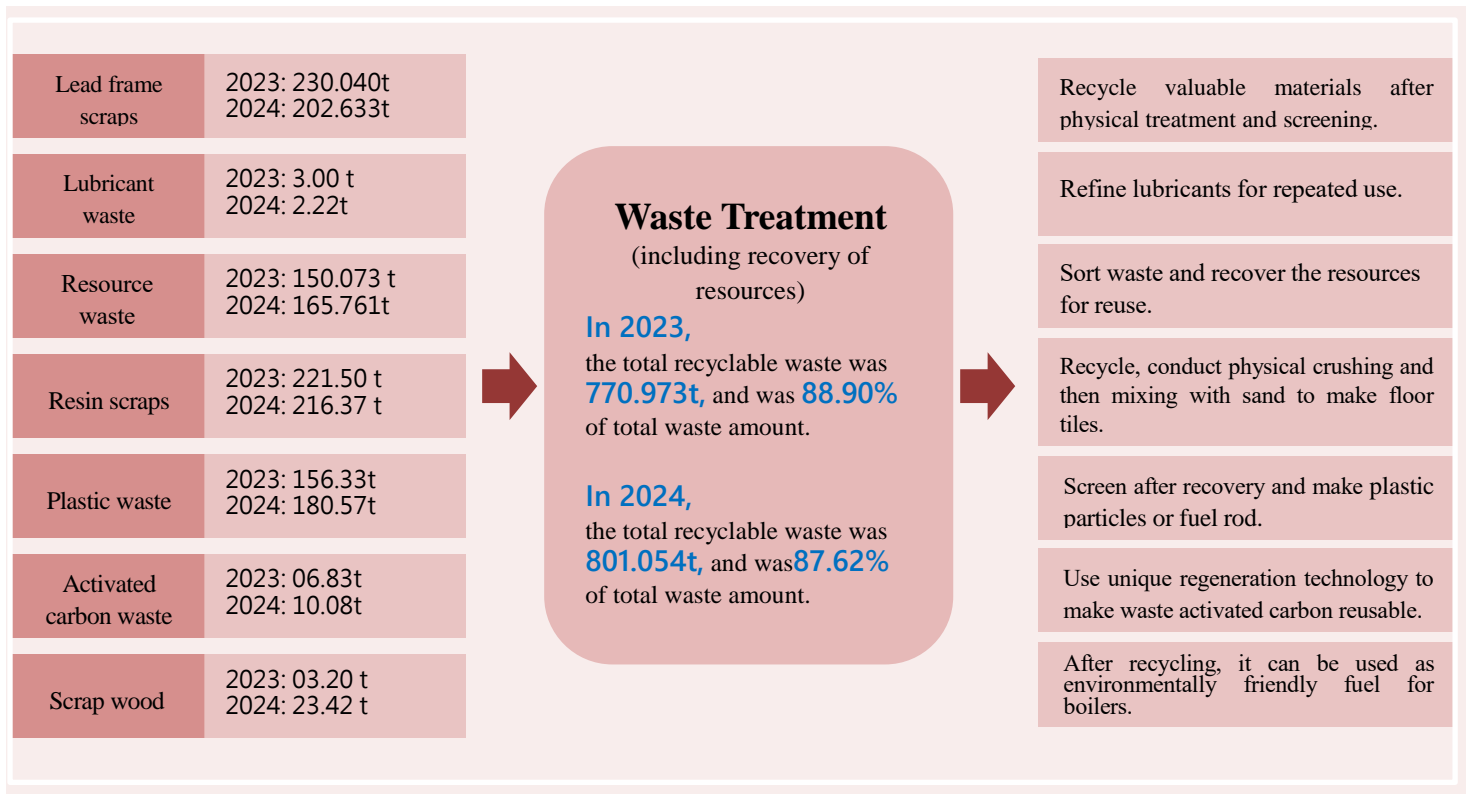 Lead frame
scraps
2023: 230.040t
2024: 202.633t
Lubricant
waste
2023: 3.00 t
2024: 2.22t
Resource
waste
2023: 150.073 t
2024: 165.761t
Resin scraps
2023: 221.50 t
2024: 216.37 t
Plastic waste
2023: 156.33t
2024: 180.57t
Activated
carbon waste
2023: 06.83t
2024: 10.08t
Scrap wood
2023: 03.20 t
2024: 23.42 t
Waste Treatment
(including recovery of
resources)
In 2023,
the total recyclable waste was
770.973t, and was 88.90%
of total waste amount.
In 2024,
the total recyclable waste was
801.054t, and was87.62%
of total waste amount.
Recycle valuable materials after
physical treatment and screening.
Refine lubricants for repeated use.
Sort waste and recover the resources
for reuse.
Recycle, conduct physical crushing and
then mixing with sand to make floor
tiles.
Screen after recovery and make plastic
particles or fuel rod.
Use unique regeneration technology to
make waste activated carbon reusable.
After recycling, it can be used as
environmentally friendly fuel for
boilers.